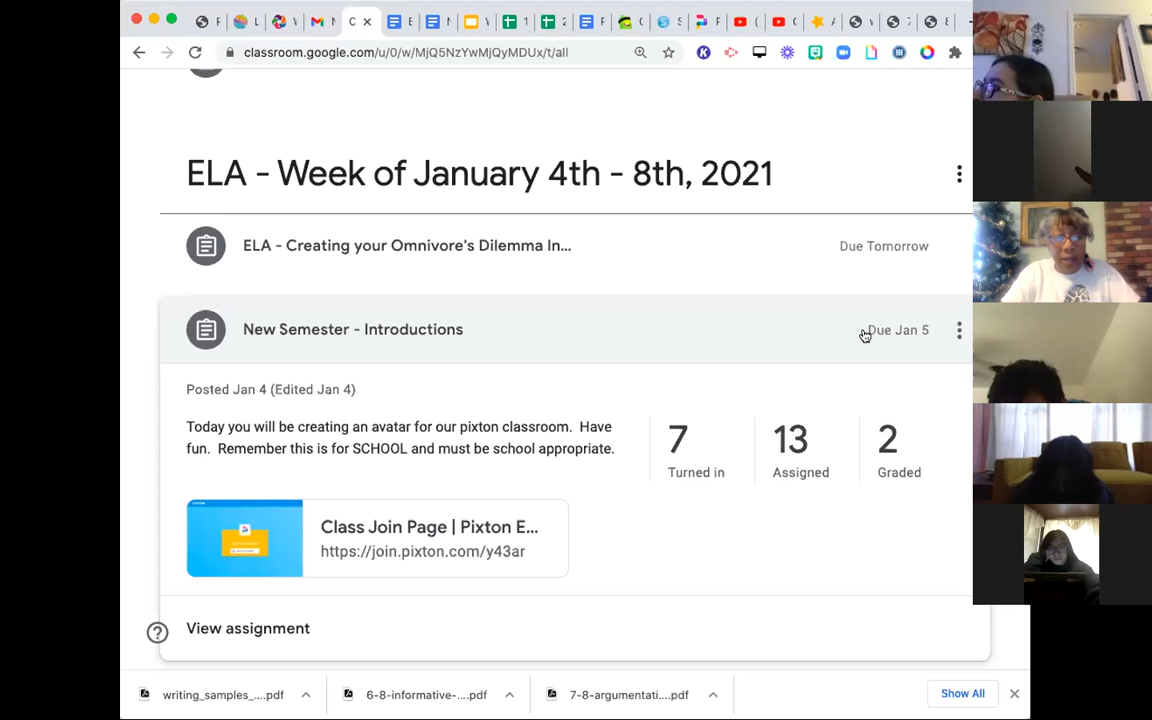 classroom.google.com/u/0/w/MjQ5NzYwMjQyMDUx/t/all
ELA - Week of January 4th - 8th, 2021
ELA - Creating your Omnivore's Dilemma In...
Due Tomorrow
New Semester - Introductions
Due Jan 5
Posted Jan 4 (Edited Jan 4)
Today you will be creating an avatar for our pixton classroom. Have
fun. Remember this is for SCHOOL and must be school appropriate.
7
13
2
Turned in
Assigned
Graded
Class Join Page | Pixton E...
https://join.pixton.com/y43ar
View assignment
writing_samples_....pdf
6-8-informative-....pdf
7-8-argumentati....pdf
Show All